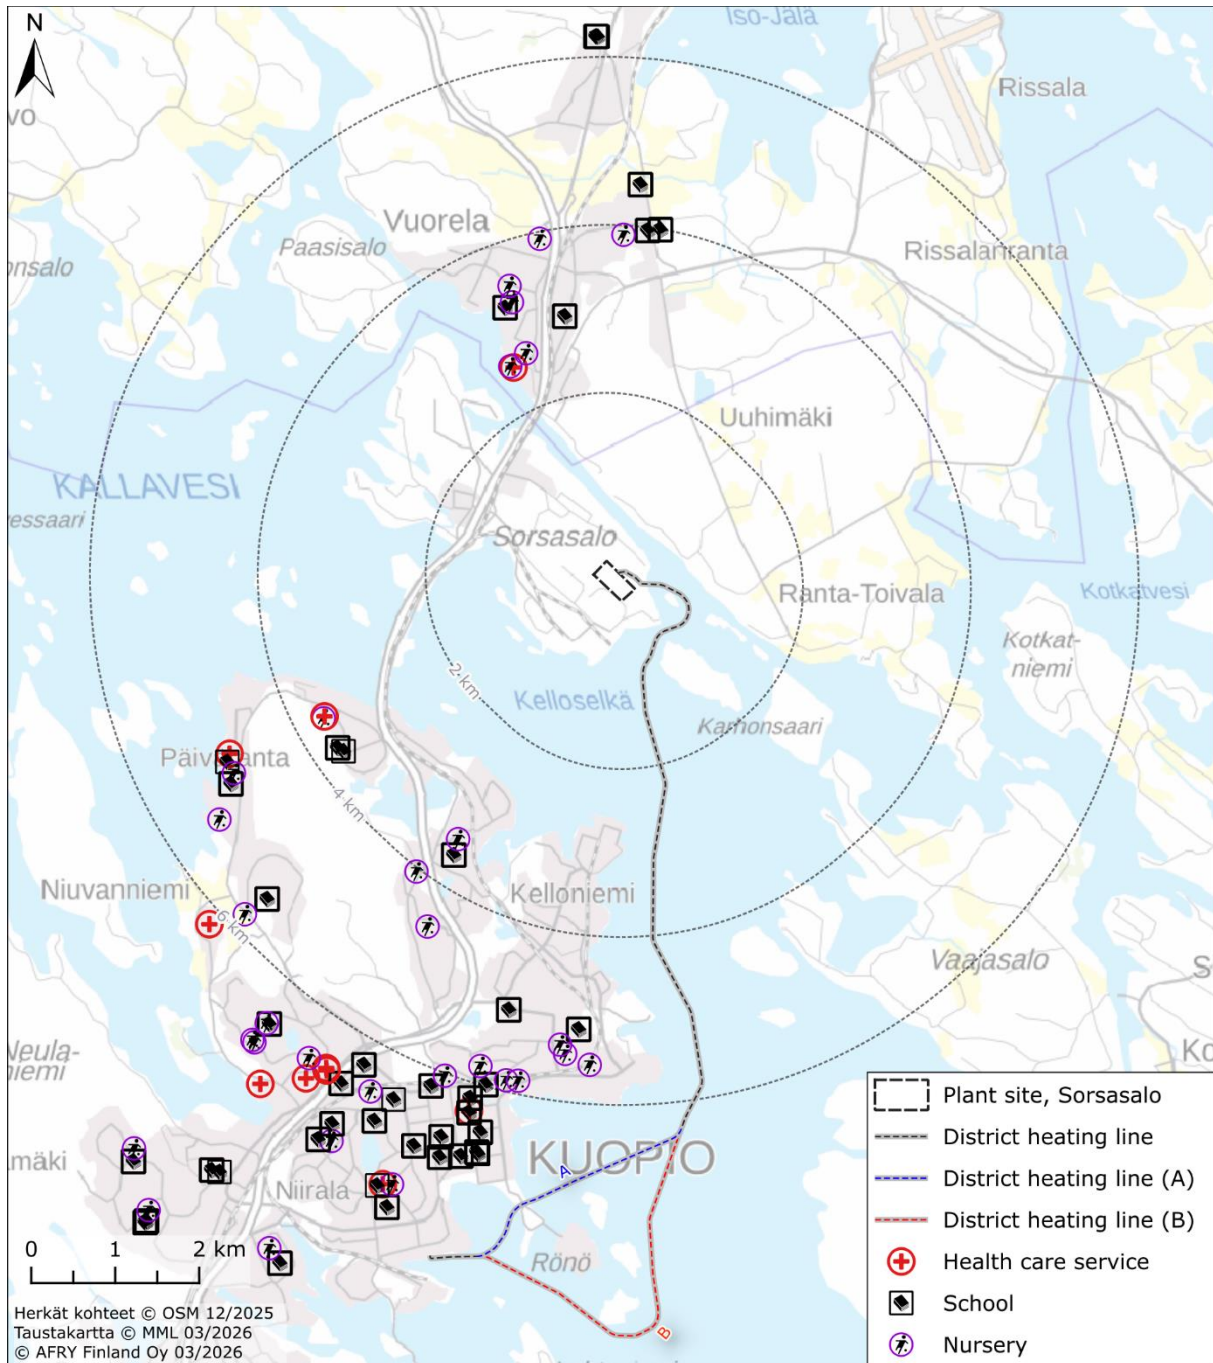 N
Iso-Jälä
Rissala
vo
Vuorela
Paasisalo
onsalo
Rissalanranta
Uuhimäki
KALLAVESI
essaari
Sorsasalo
Ranta-Toivala
Kotkatvesi
Kotkat-
niemi
2 km
Kelloselkä
Karhonsaari
4 km
Niuvanniemi
Kelloniemi
6 km
Vaajasalo
S
Neula-
niemi
Ko
KUOPIO
A
mäki
Niirala
Rönö
B
0 1 2 km
Herkät kohteet © OSM 12/2025
Taustakartta © MML 03/2026
© AFRY Finland Oy 03/2026
Plant site, Sorsasalo
District heating line
District heating line (A)
District heating line (B)
Health care service
School
Nursery